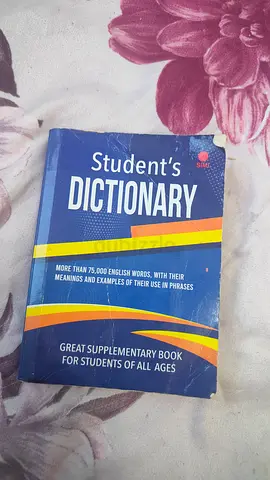 Student's
DICTIONARY
dubizzle
MORE THAN 75,000 ENGLISH WORDS, WITH THEIR
MEANINGS AND EXAMPLES OF THEIR USE IN PHRASES
GREAT SUPPLEMENTARY BOOK
FOR STUDENTS OF ALL AGES